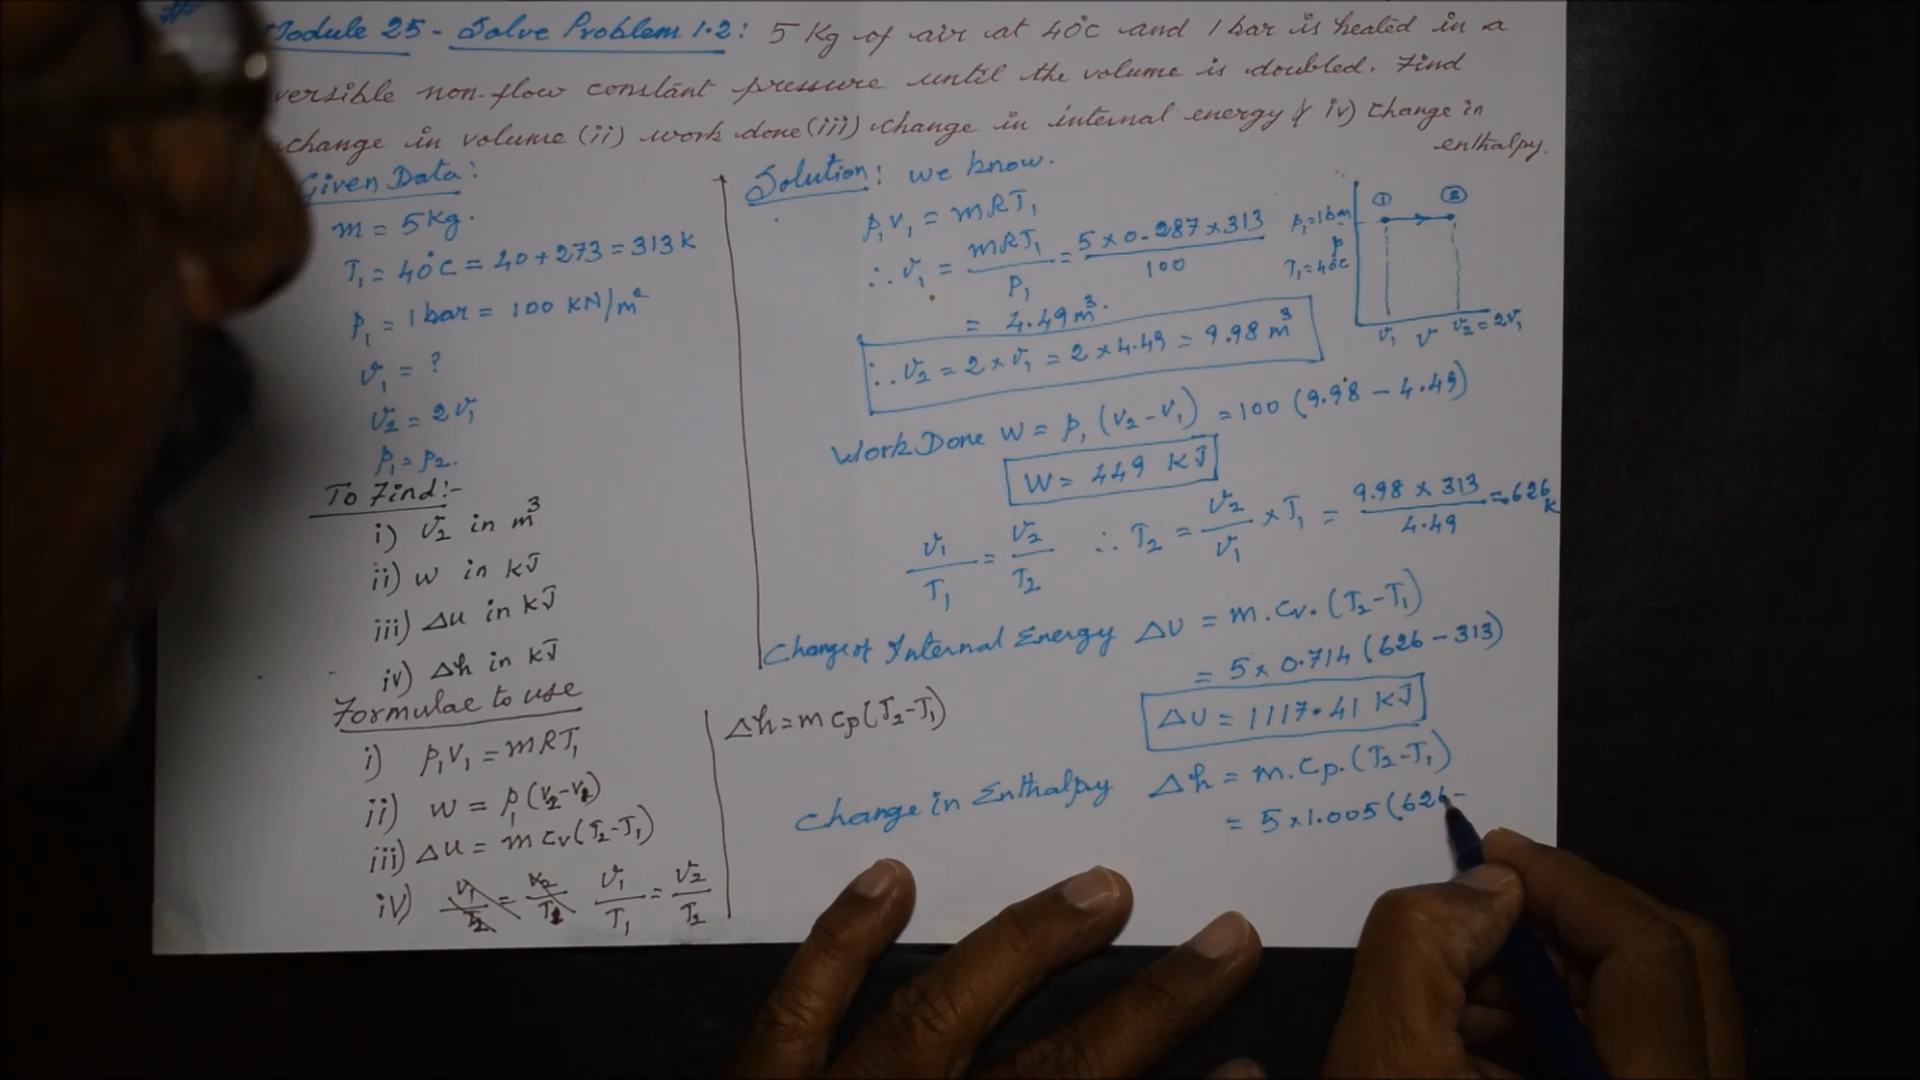 Module 25 - Solve Problem 1.2: 5 Kg of air at 40°c and 1 bar is heated in a
versible non-flow constant pressure until the volume is doubled. Find
change in volume (ii) work done (iii) change in internal energy & iv) change in
enthalpy.
Given Data:
m = 5 kg.
T₁ = 40°c = 40+273 = 313 K
P₁ = 1 bar = 100 KN/m²
v₁ = ?
v₂ = 2 v₁
P₁ = P₂.
To Find:-
i) v₂ in m³
ii) w in kJ
iii) Δu in kJ
iv) Δh in kJ
Formulae to use
i) P₁V₁ = mRT₁
ii) w = P₁(v₂-v₂)
iii) Δu = m cv(T₂-T₁)
iv) v₁/T₁ = v₂/T₂
Δh = m cp(T₂-T₁)
Solution: we know.
P₁V₁ = mRT₁
∴ v₁ = mRT₁/P₁ = 5 x 0.287 x 313/100
= 4.49 m³.
∴ v₂ = 2 x v₁ = 2 x 4.49 = 9.98 m³
Work Done W = P₁ (v₂-v₁) = 100 (9.98 - 4.49)
W = 449 kJ
v₁/T₁ = v₂/T₂ ∴ T₂ = v₂/v₁ x T₁ = 9.98 x 313/4.49 = 626 K
Change of Internal Energy ΔU = m.Cv.(T₂-T₁)
= 5 x 0.714 (626 - 313)
ΔU = 1117.41 kJ
Change in Enthalpy Δh = m.Cp.(T₂-T₁)
= 5 x 1.005 (626-
① ②
P₁=1bar
P
T₁=40°c
v₁ v v₂=2v₁